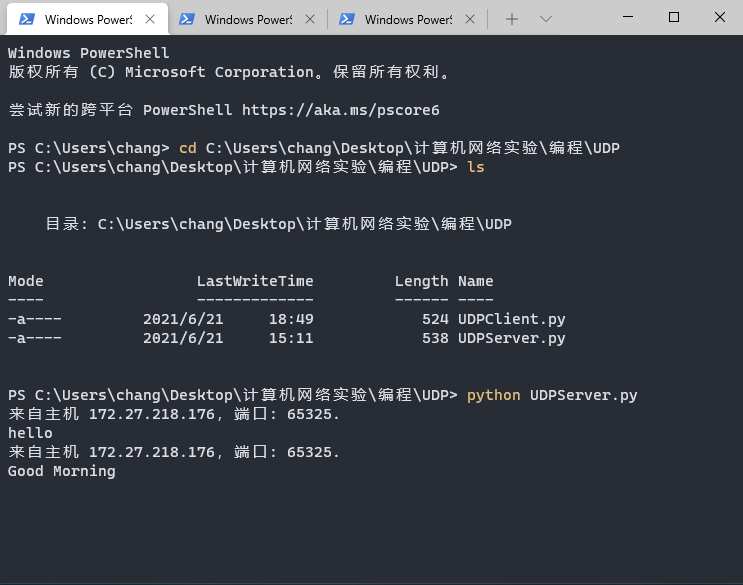 Windows PowerS
Windows PowerS
Windows PowerS
Windows PowerShell
版权所有 (C) Microsoft Corporation。保留所有权利。
尝试新的跨平台 PowerShell https://aka.ms/pscore6
PS C:\Users\chang> cd C:\Users\chang\Desktop\计算机网络实验\编程\UDP
PS C:\Users\chang\Desktop\计算机网络实验\编程\UDP> ls
目录: C:\Users\chang\Desktop\计算机网络实验\编程\UDP
Mode                 LastWriteTime         Length Name
----                 -------------         ------ ----
-a----         2021/6/21     18:49            524 UDPClient.py
-a----         2021/6/21     15:11            538 UDPServer.py
PS C:\Users\chang\Desktop\计算机网络实验\编程\UDP> python UDPServer.py
来自主机 172.27.218.176, 端口: 65325.
hello
来自主机 172.27.218.176, 端口: 65325.
Good Morning